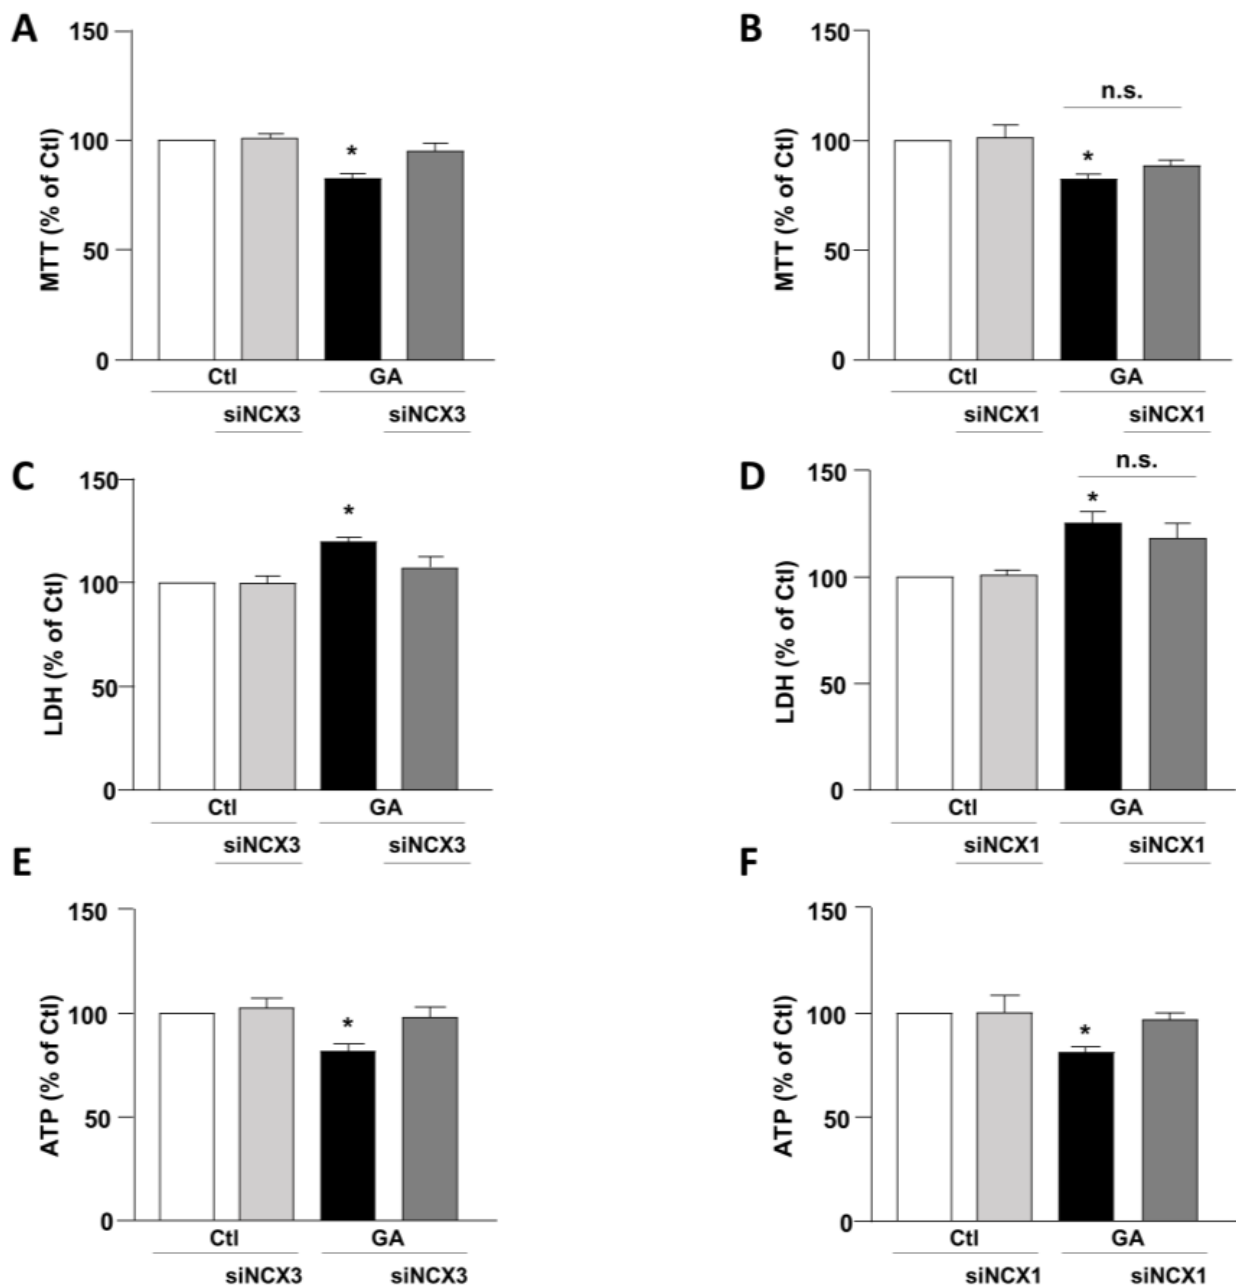 A
150
100
50
0
MTT (% of Ctl)
*
Ctl GA
siNCX3 siNCX3
B
150
100
50
0
MTT (% of Ctl)
n.s.
*
Ctl GA
siNCX1 siNCX1
C
150
100
50
0
LDH (% of Ctl)
*
Ctl GA
siNCX3 siNCX3
D
150
100
50
0
LDH (% of Ctl)
n.s.
*
Ctl GA
siNCX1 siNCX1
E
150
100
50
0
ATP (% of Ctl)
*
Ctl GA
siNCX3 siNCX3
F
150
100
50
0
ATP (% of Ctl)
*
Ctl GA
siNCX1 siNCX1